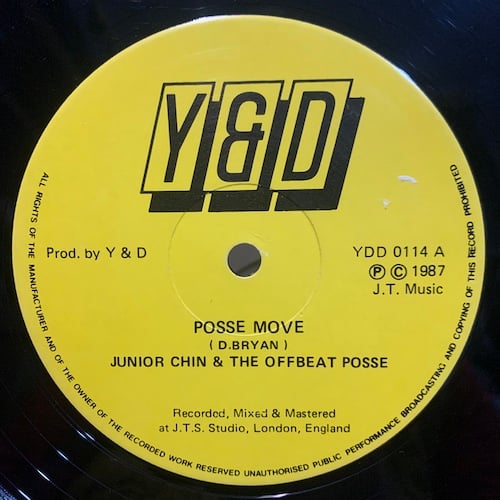 Y&D
Prod. by Y & D
YDD 0114 A
Ⓟ © 1987
J.T. Music
POSSE MOVE
( D.BRYAN )
JUNIOR CHIN & THE OFFBEAT POSSE
Recorded, Mixed & Mastered
at J.T.S. Studio, London, England
ALL RIGHTS OF THE MANUFACTURER AND OF THE OWNER OF THE RECORDED WORK RESERVED UNAUTHORISED PUBLIC PERFORMANCE BROADCASTING AND COPYING OF THIS RECORD PROHIBITED